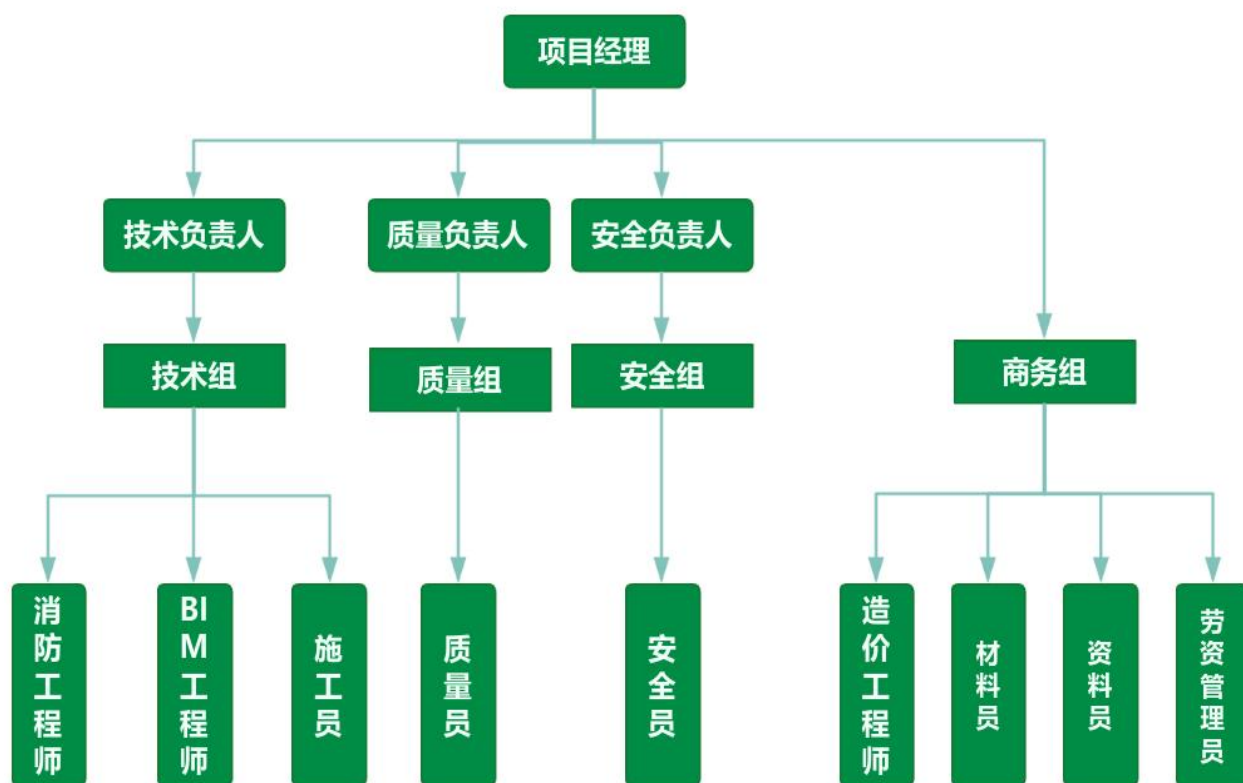 项目经理
技术负责人
质量负责人
安全负责人
技术组
质量组
安全组
商务组
消防工程师
BIM工程师
施工员
质量员
安全员
造价工程师
材料员
资料员
劳资管理员